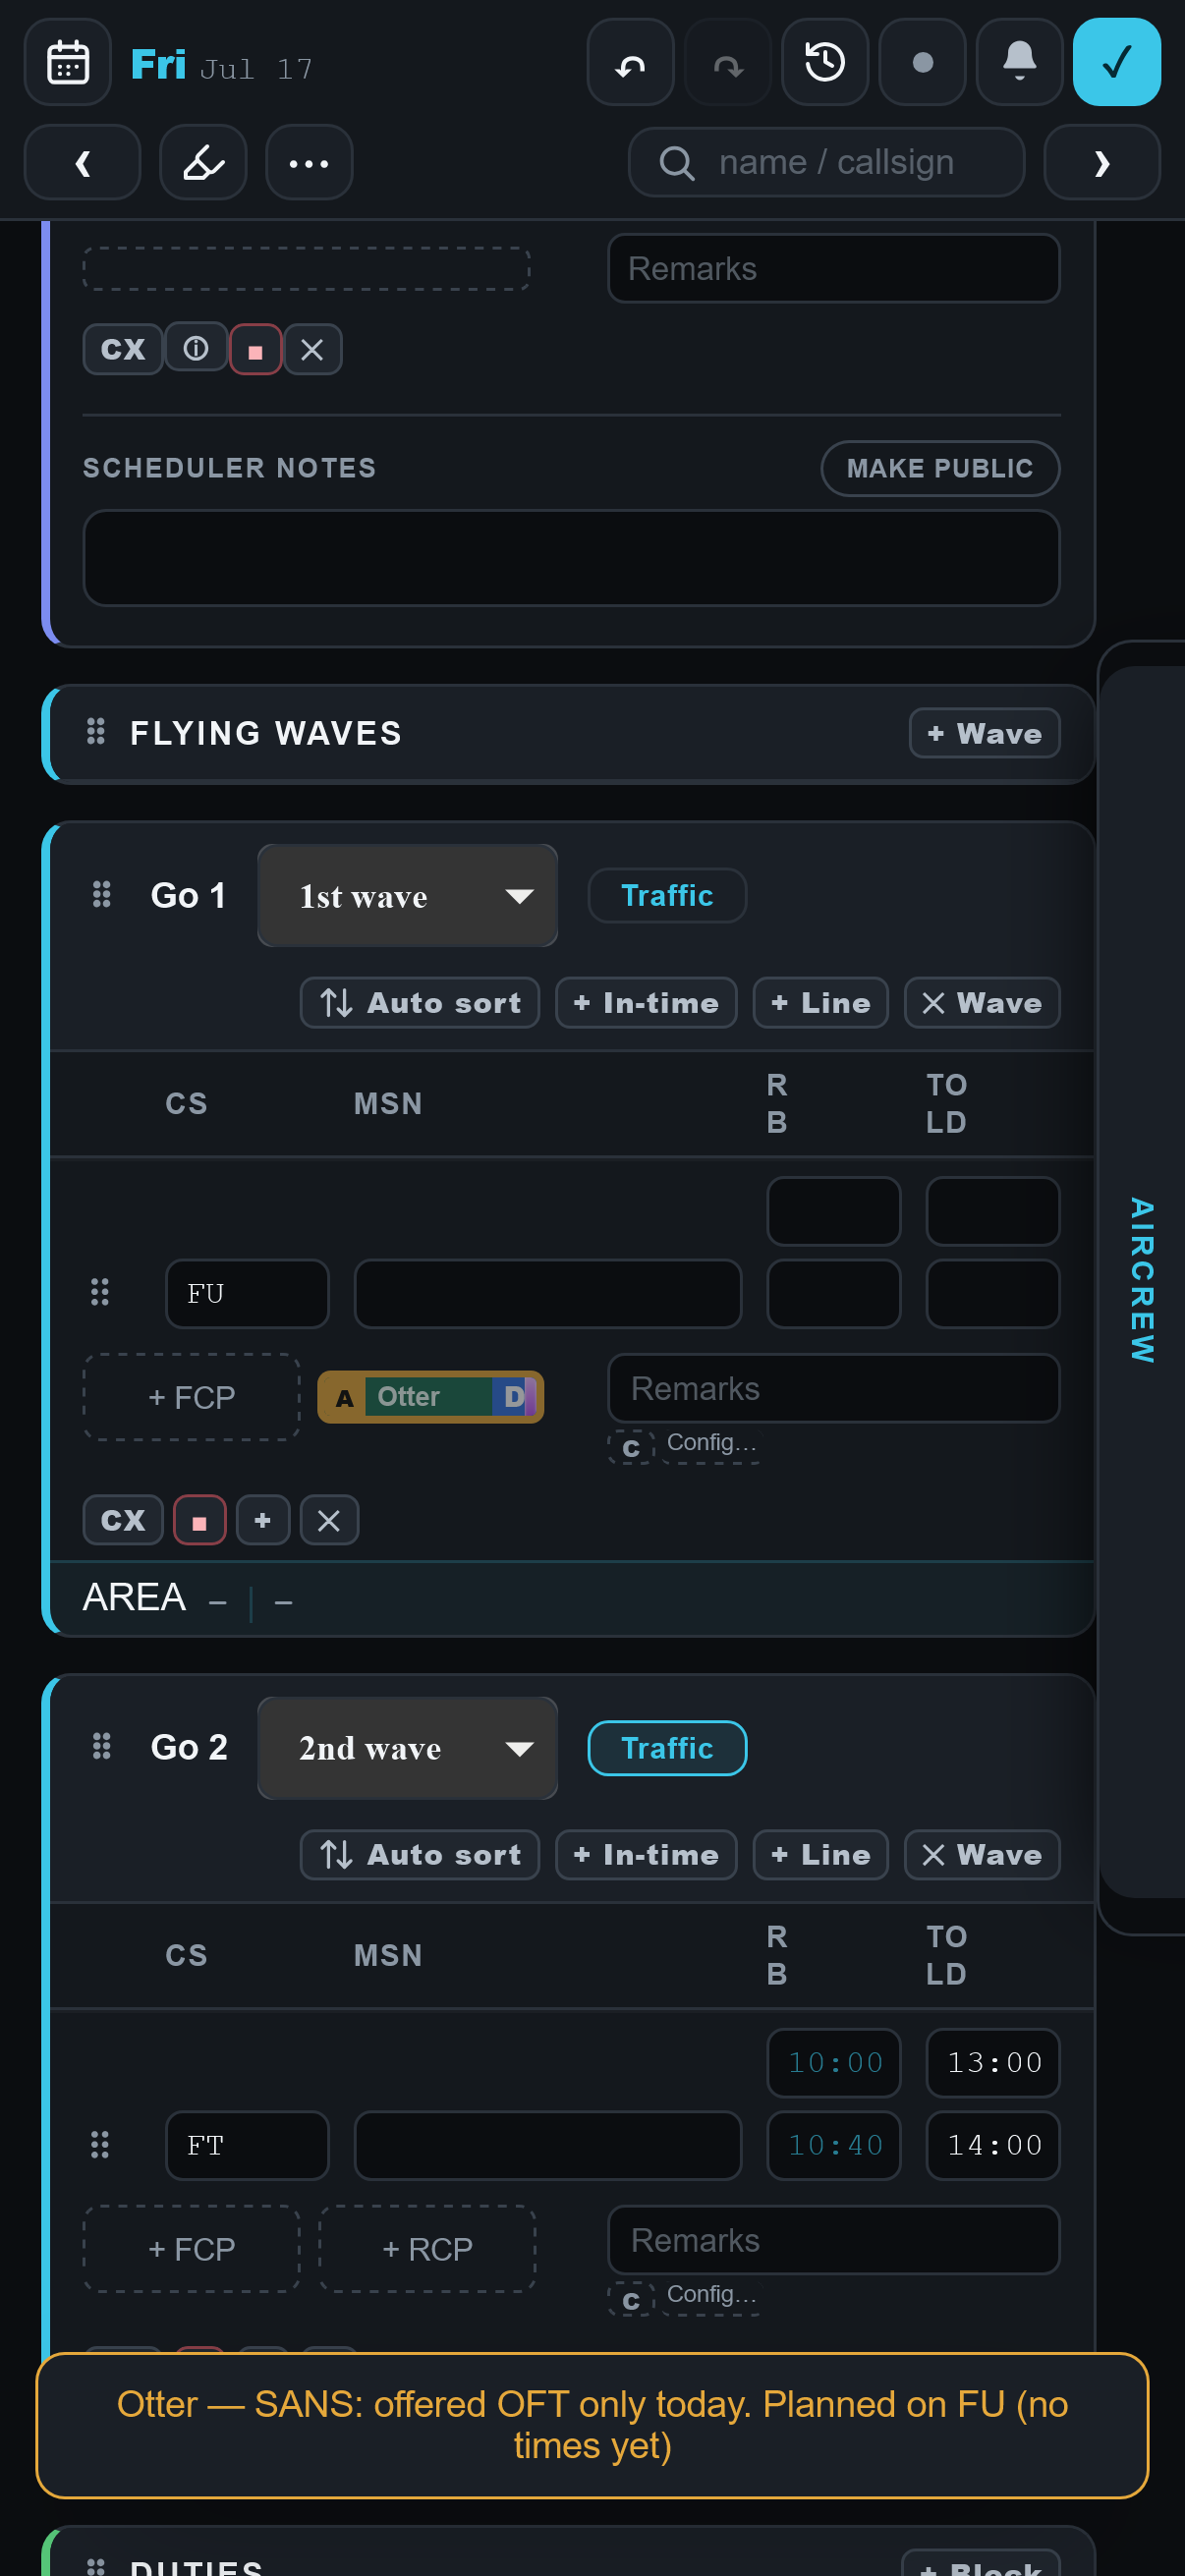 Fri Jul 17
name / callsign
Remarks
CX
SCHEDULER NOTES
MAKE PUBLIC
FLYING WAVES
+ Wave
Go 1
1st wave
Traffic
Auto sort
+ In-time
+ Line
× Wave
CS
MSN
R
B
TO
LD
FU
+ FCP
A Otter D
Remarks
C Config...
CX
+
AREA – | –
AIRCREW
Go 2
2nd wave
Traffic
Auto sort
+ In-time
+ Line
× Wave
CS
MSN
R
B
TO
LD
10:00
13:00
FT
10:40
14:00
+ FCP
+ RCP
Remarks
C Config...
Otter — SANS: offered OFT only today. Planned on FU (no
times yet)
DUTIES
+ Block